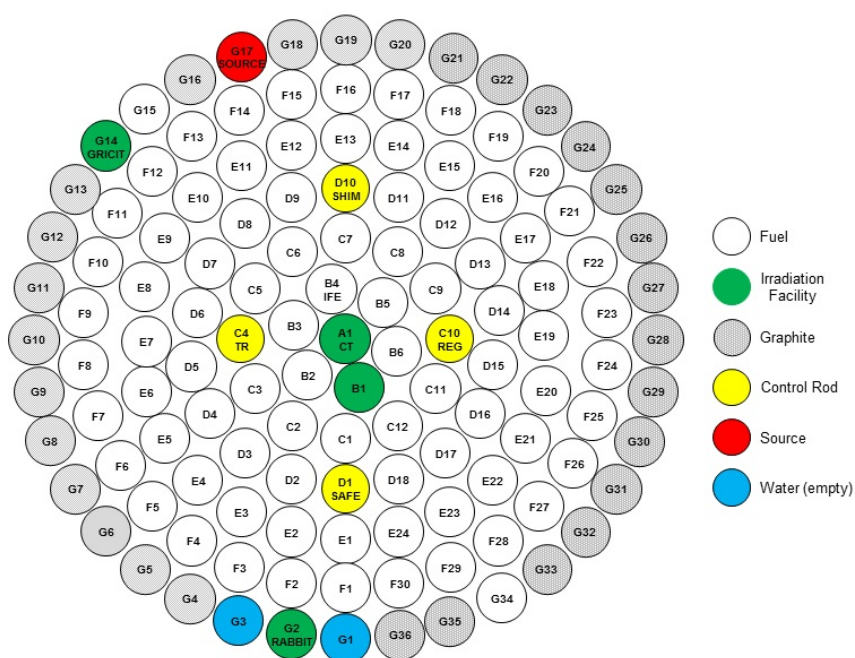 G19
G18
G20
G17
SOURCE
G21
G16
G22
F16
F15
F17
G15
F14
F18
G23
F13
F19
E13
G14
GRICIT
E12
E14
G24
E11
E15
F12
F20
D10
SHIM
G13
E10
D9
D11
E16
G25
F11
F21
D8
D12
G12
E9
C7
E17
G26
C6
C8
F10
D7
D13
F22
Fuel
G11
E8
C5
B4
IFE
C9
E18
G27
Irradiation
Facility
B5
F9
D6
D14
F23
B3
G10
E7
C4
TR
A1
CT
C10
REG
E19
G28
Graphite
B6
F8
D5
D15
F24
B2
G9
E6
C3
B1
C11
E20
G29
Control Rod
F7
D4
D16
F25
C2
C12
G8
E5
C1
E21
G30
D3
D17
F6
F26
Source
E4
D2
D18
E22
G7
D1
SAFE
G31
F5
E3
E23
F27
Water (empty)
G6
E2
E1
E24
G32
F4
F28
G5
F3
F29
G33
F2
F1
F30
G4
G34
G3
G2
RABBIT
G1
G36
G35